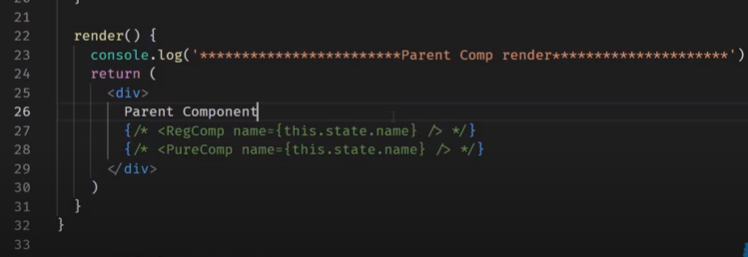 21
22 render() {
23 console.log('************************Parent Comp render*********************')
24 return (
25 <div>
26 Parent Component
27 {/* <RegComp name={this.state.name} /> */}
28 {/* <PureComp name={this.state.name} /> */}
29 </div>
30 )
31 }
32 }
33